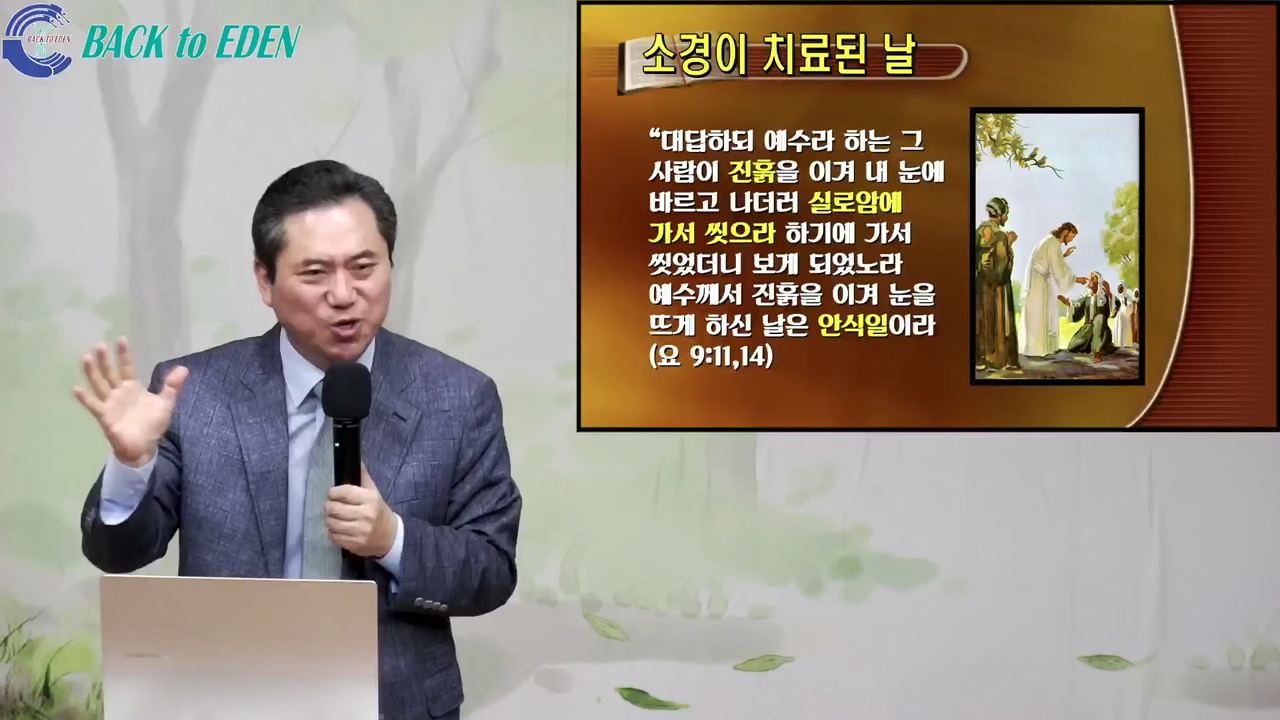 BACK TO EDEN
BACK to EDEN
소경이 치료된 날
“대답하되 예수라 하는 그
사람이 진흙을 이겨 내 눈에
바르고 나더러 실로암에
가서 씻으라 하기에 가서
씻었더니 보게 되었노라
예수께서 진흙을 이겨 눈을
뜨게 하신 날은 안식일이라
(요 9:11,14)